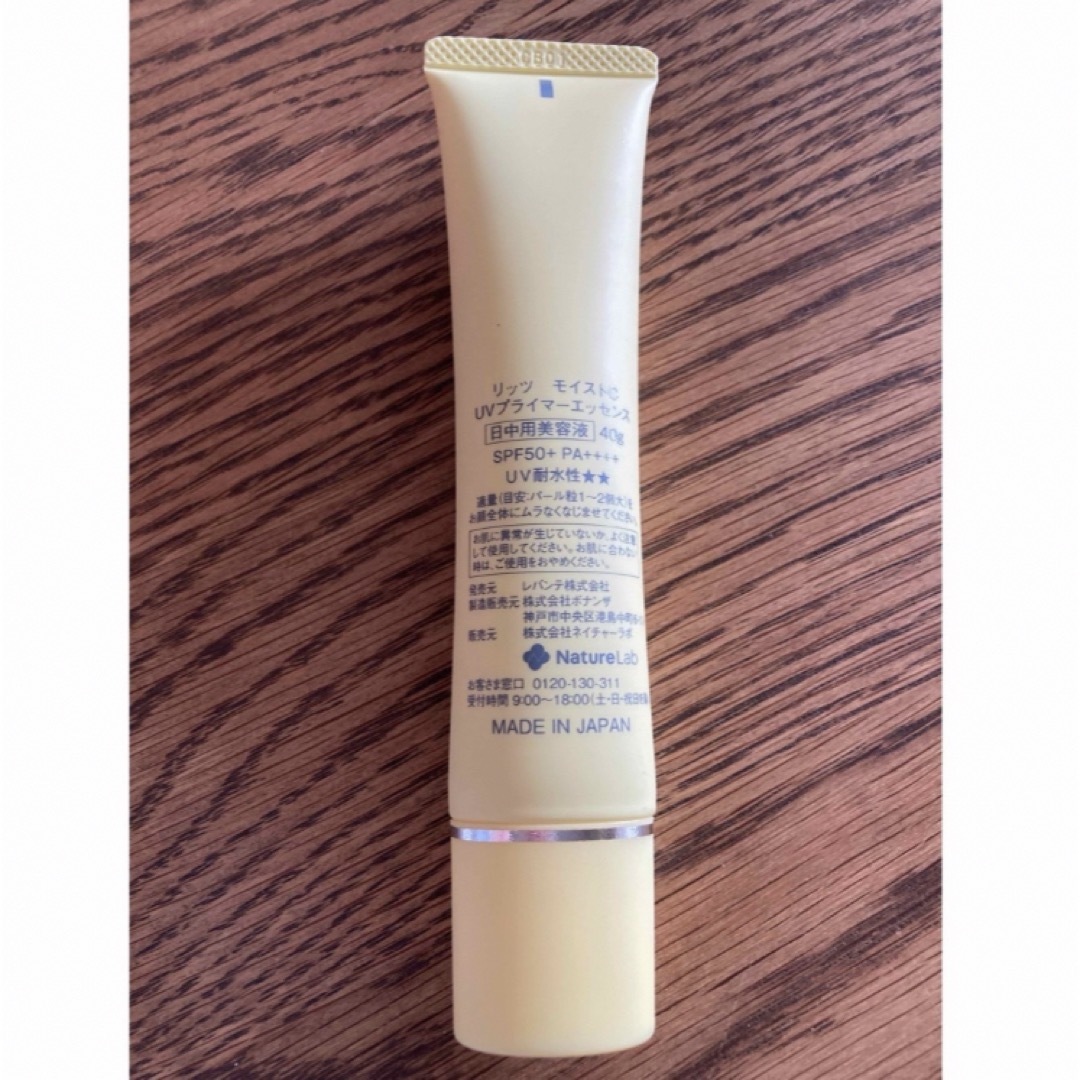 リッツ モイストC
UVプライマーエッセンス
日中用美容液 40g
SPF50+ PA++++
UV耐水性★★
適量(目安:パール粒1〜2個大)を
お顔全体にムラなくなじませてください。
お肌に異常が生じていないか、よく注意
して使用してください。お肌に合わない
時は、ご使用をおやめください。
発売元 レバンテ株式会社
製造販売元 株式会社ボナンザ
神戸市中央区港島中町
販売元 株式会社ネイチャーラボ
NatureLab
お客さま窓口 0120-130-311
受付時間 9:00〜18:00(土・日・祝日
MADE IN JAPAN